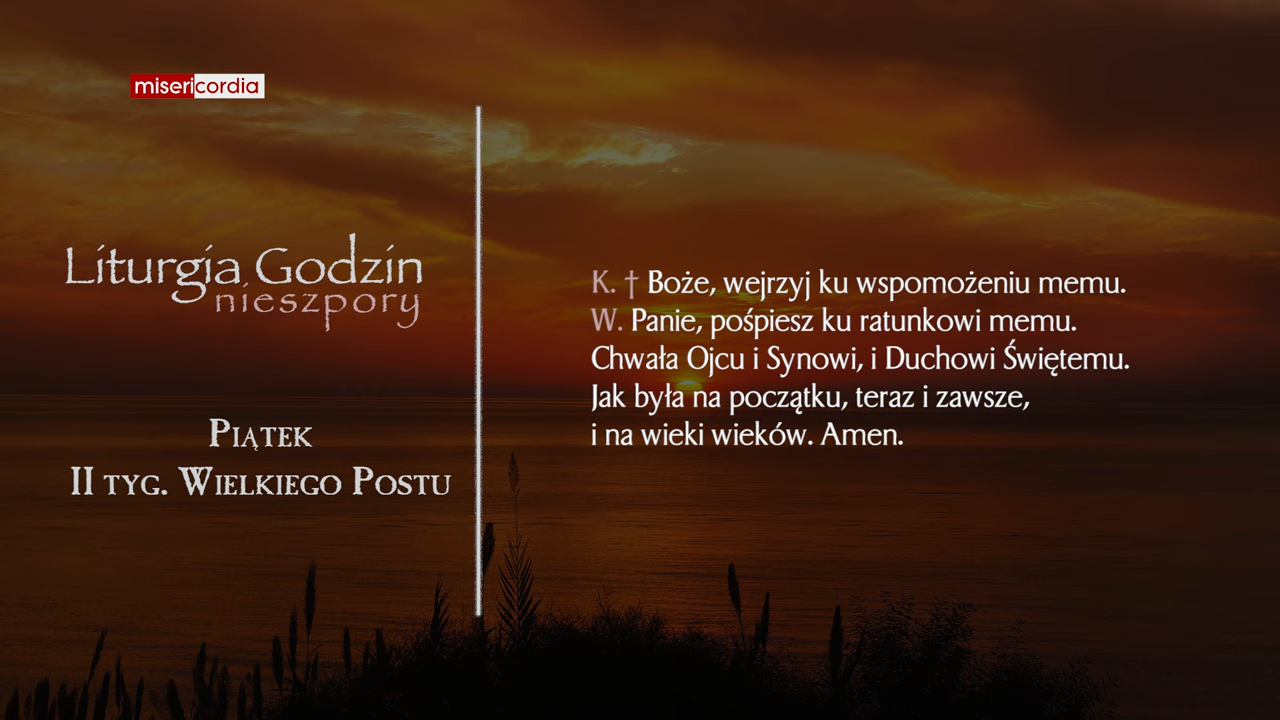 misericordia
Liturgia Godzin
nieszpory
Piątek
II tyg. Wielkiego Postu
K. † Boże, wejrzyj ku wspomożeniu memu.
W. Panie, pośpiesz ku ratunkowi memu.
Chwała Ojcu i Synowi, i Duchowi Świętemu.
Jak była na początku, teraz i zawsze,
i na wieki wieków. Amen.